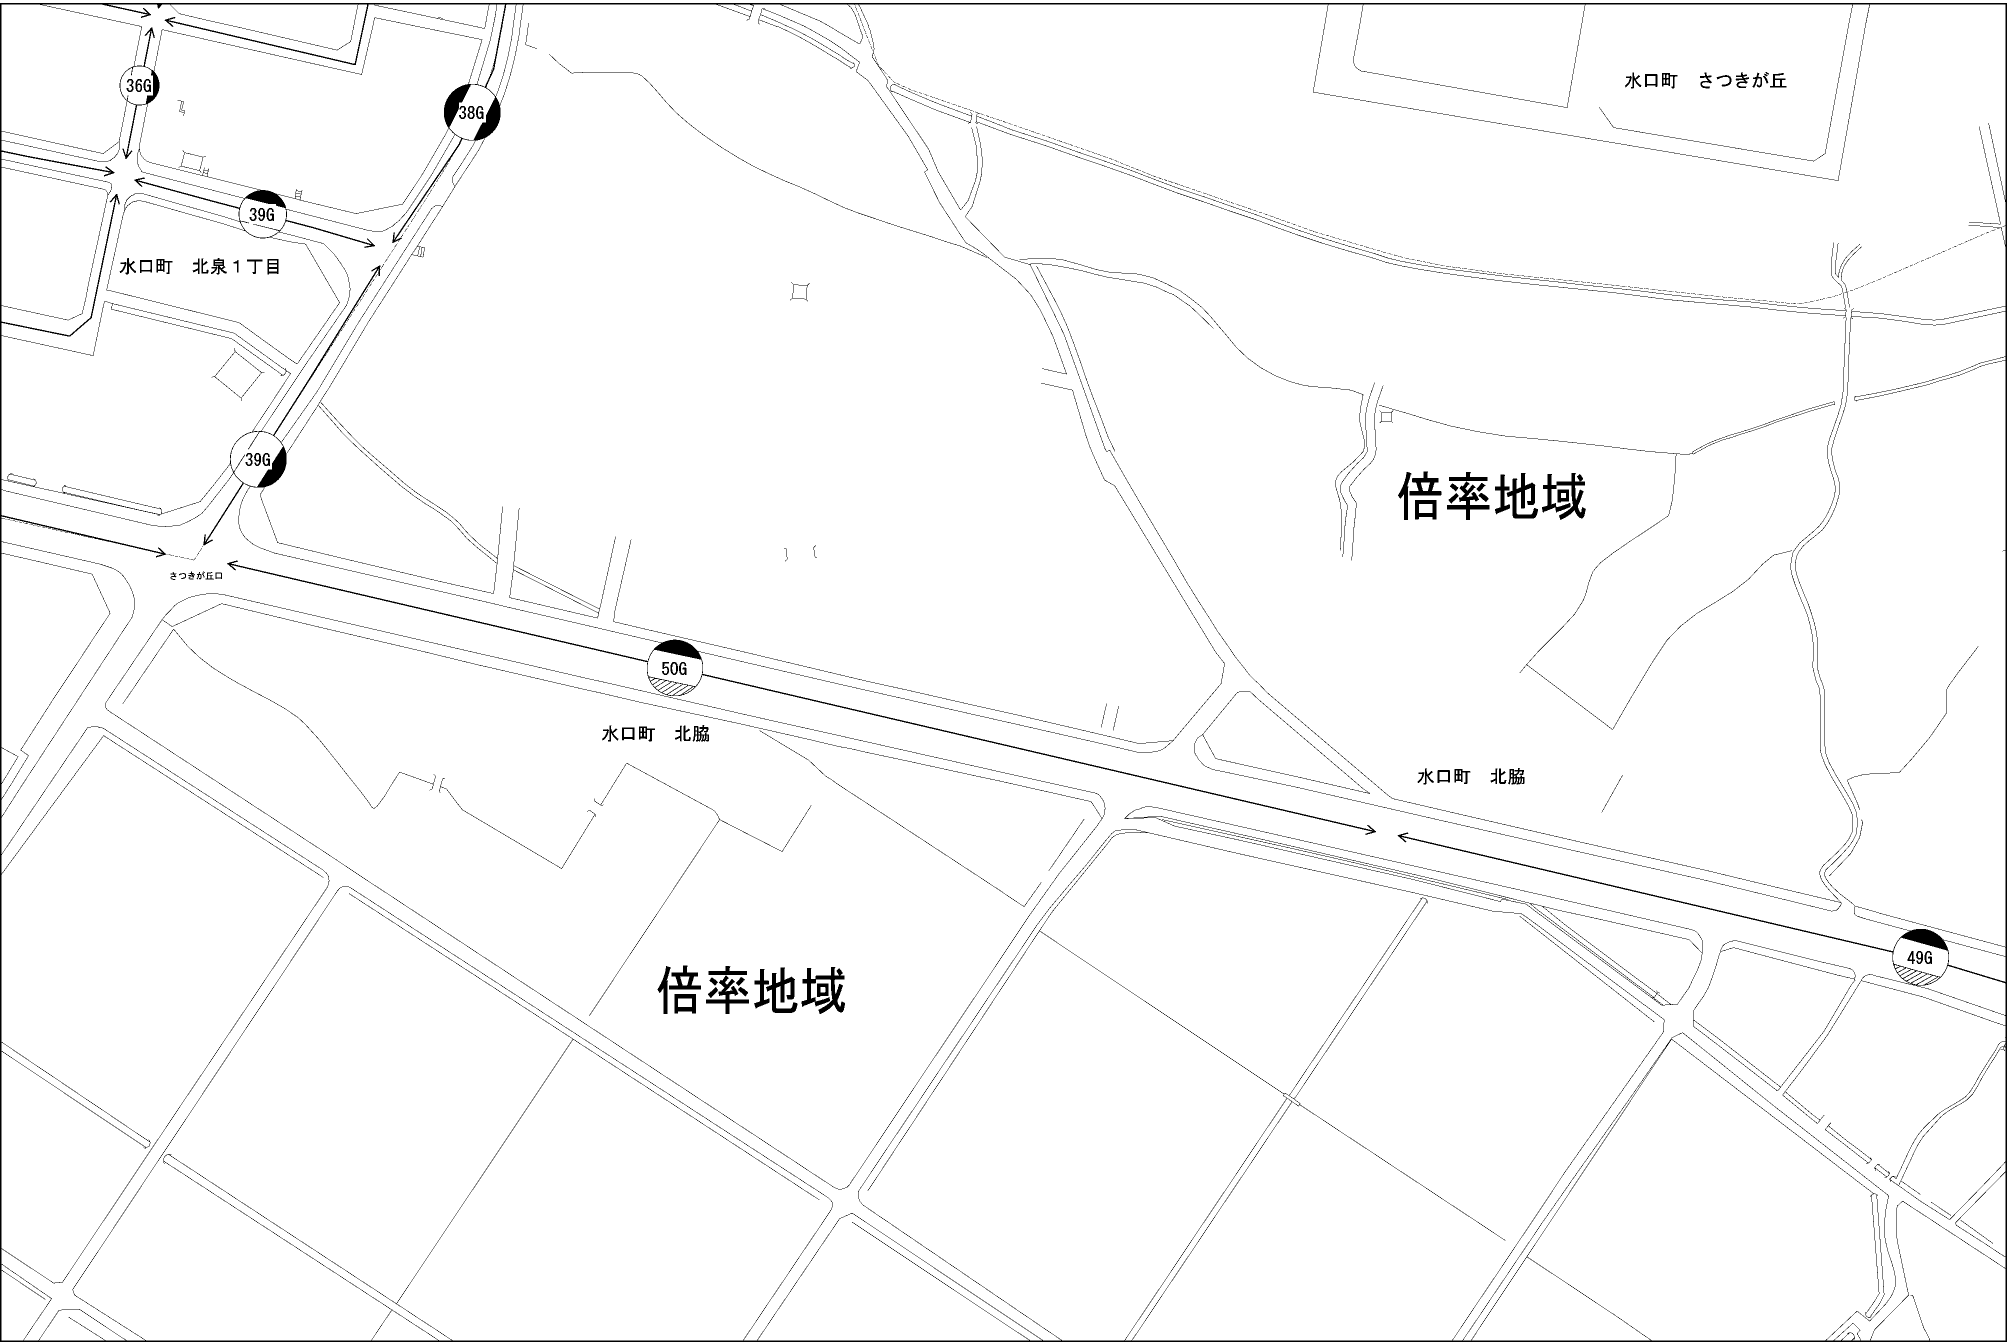 水口町　さつきが丘
36G
38G
39G
水口町　北泉１丁目
39G
倍率地域
さつきが丘口
50G
水口町　北脇
水口町　北脇
49G
倍率地域